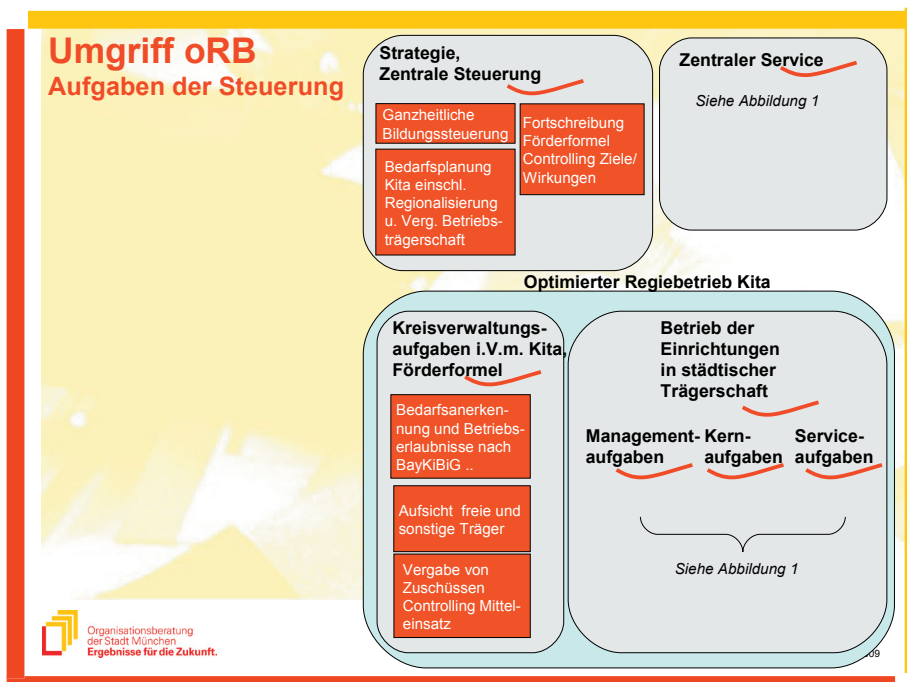 Umgriff oRB
Aufgaben der Steuerung
Strategie,
Zentrale Steuerung
Ganzheitliche
Bildungssteuerung
Bedarfsplanung
Kita einschl.
Regionalisierung
u. Verg. Betriebs-
trägerschaft
Fortschreibung
Förderformel
Controlling Ziele/
Wirkungen
Zentraler Service
Siehe Abbildung 1
Optimierter Regiebetrieb Kita
Kreisverwaltungs-
aufgaben i.V.m. Kita,
Förderformel
Bedarfsanerken-
nung und Betriebs-
erlaubnisse nach
BayKiBiG ..
Aufsicht freie und
sonstige Träger
Vergabe von
Zuschüssen
Controlling Mittel-
einsatz
Betrieb der
Einrichtungen
in städtischer
Trägerschaft
Management-
aufgaben
Kern-
aufgaben
Service-
aufgaben
Siehe Abbildung 1
Organisationsberatung
der Stadt München
Ergebnisse für die Zukunft.